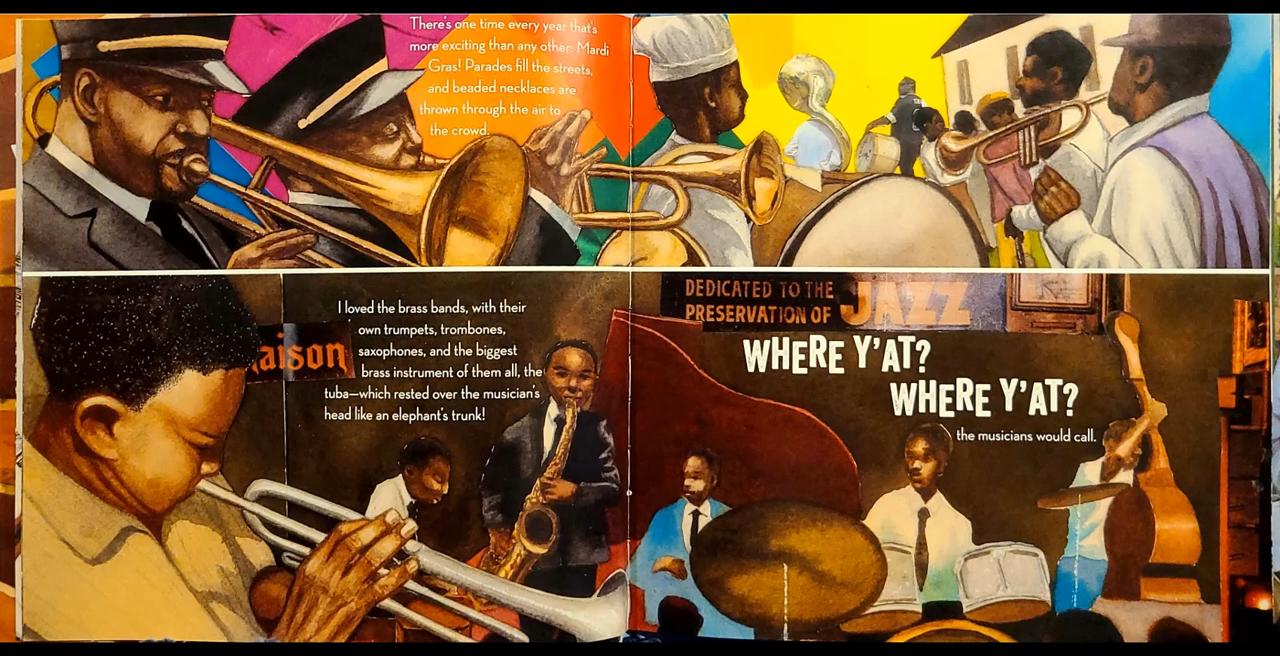 There's one time every year that's
more exciting than any other: Mardi
Gras! Parades fill the streets,
and beaded necklaces are
thrown through the air to
the crowd.
I loved the brass bands, with their
own trumpets, trombones,
saxophones, and the biggest
brass instrument of them all, the
tuba—which rested over the musician's
head like an elephant's trunk!
aison
DEDICATED TO THE
PRESERVATION OF JAZZ
WHERE Y'AT?
WHERE Y'AT?
the musicians would call.